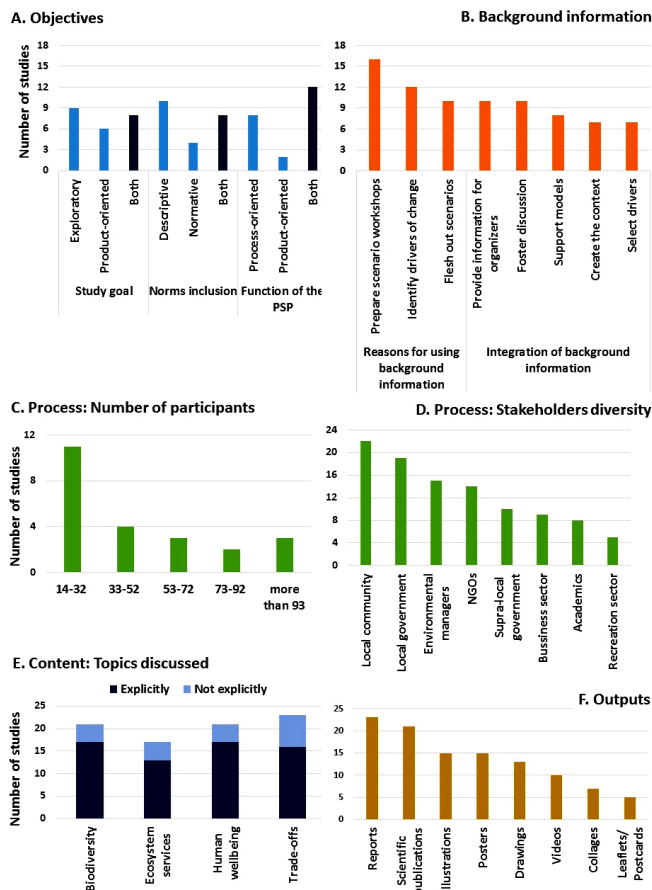 A. Objectives
Number of studies
18
15
12
9
6
3
0
Exploratory
Product-oriented
Both
Descriptive
Normative
Both
Process-oriented
Product-oriented
Both
Study goal
Norms inclusion
Function of the
PSP
B. Background information
18
15
12
9
6
3
0
Prepare scenario workshops
Identify drivers of change
Flesh out scenarios
Provide information for
organizers
Foster discussion
Support models
Create the context
Select drivers
Reasons for using
background
information
Integration of background
information
C. Process: Number of participants
Number of studiess
12
8
4
0
14-32
33-52
53-72
73-92
more
than 93
D. Process: Stakeholders diversity
24
20
16
12
8
4
0
Local community
Local government
Environmental
managers
NGOs
Supra-local
government
Bussiness sector
Academics
Recreation sector
E. Content: Topics discussed
Explicitly
Not explicitly
Number of studies
25
20
15
10
5
0
Biodiversity
Ecosystem
services
Human
wellbeing
Trade-offs
F. Outputs
25
20
15
10
5
0
Reports
Scientific
publications
Illustrations
Posters
Drawings
Videos
Collages
Leaflets/
Postcards